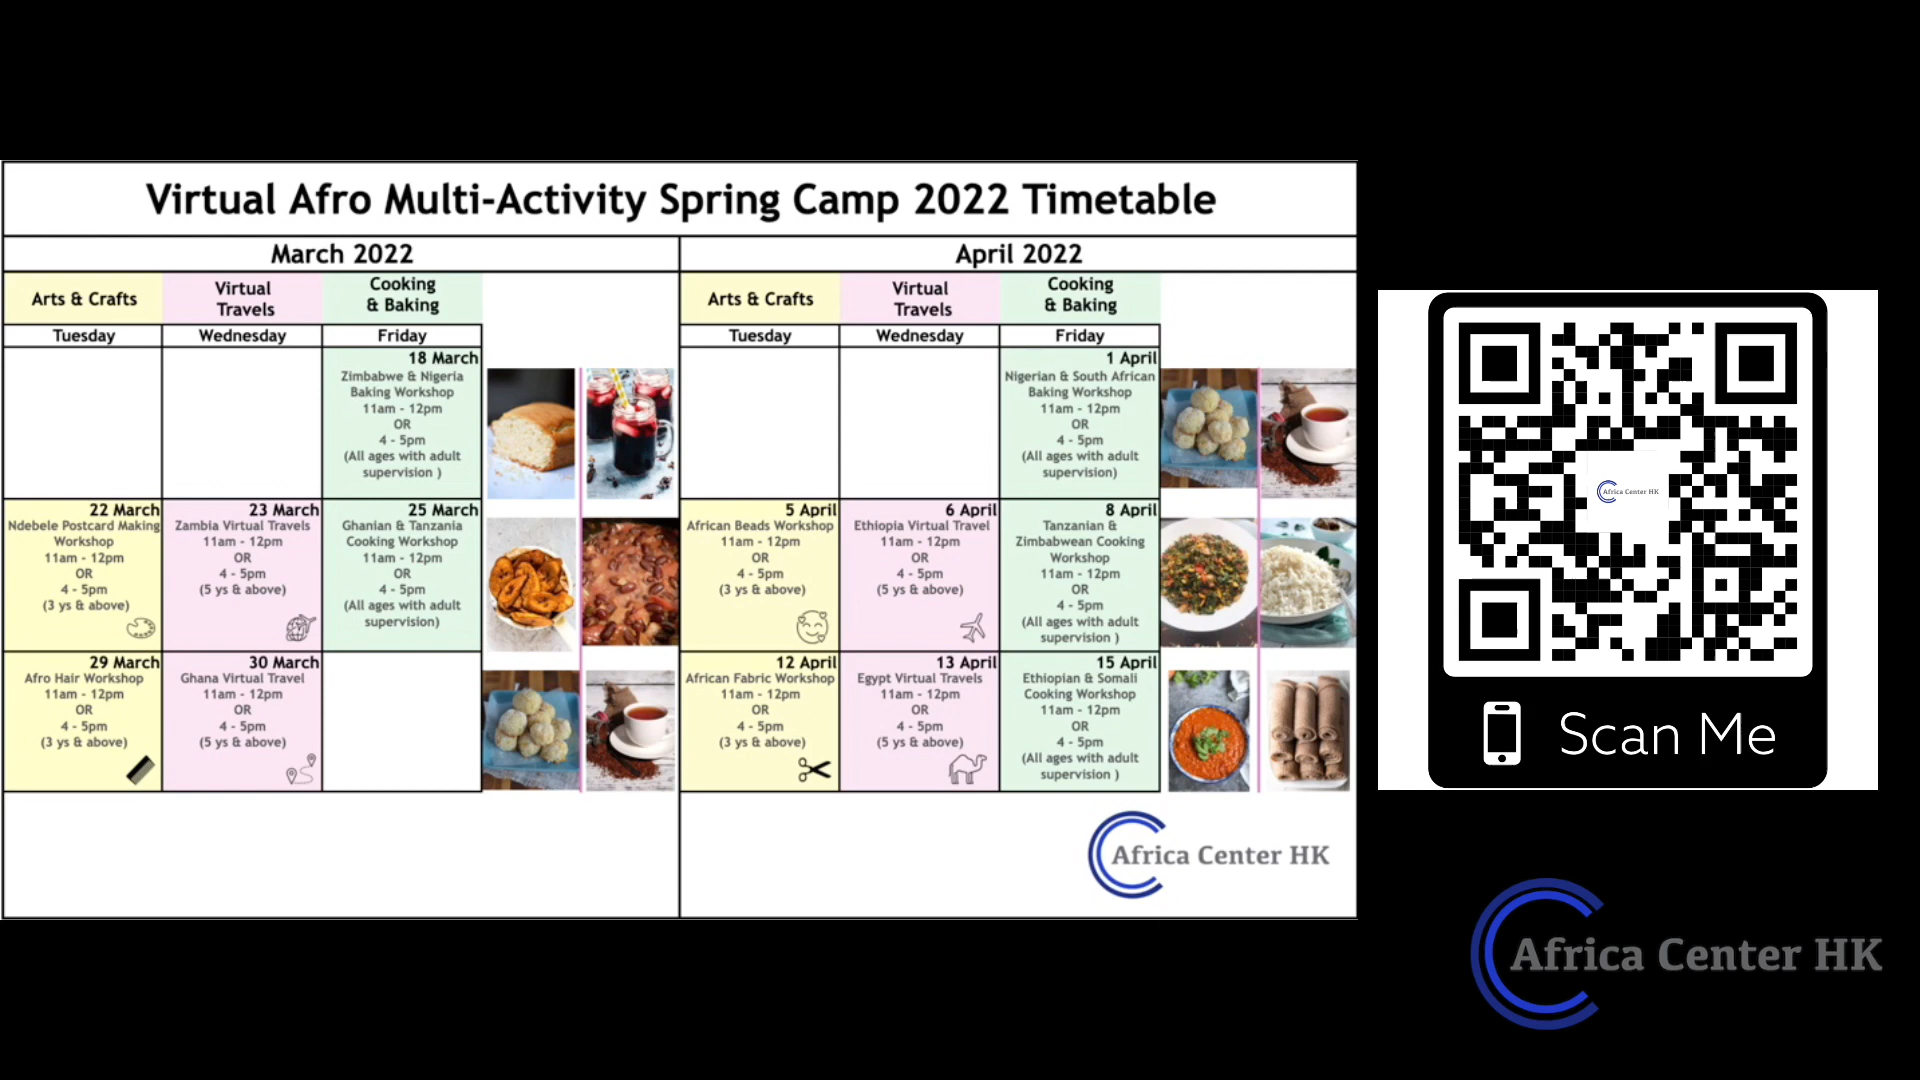 Virtual Afro Multi-Activity Spring Camp 2022 Timetable
March 2022
Arts & Crafts
Virtual
Travels
Cooking
& Baking
Tuesday
Wednesday
Friday
18 March
Zimbabwe & Nigeria
Baking Workshop
11am - 12pm
OR
4 - 5pm
(All ages with adult
supervision )
22 March
Ndebele Postcard Making
Workshop
11am - 12pm
OR
4 - 5pm
(3 ys & above)
23 March
Zambia Virtual Travels
11am - 12pm
OR
4 - 5pm
(5 ys & above)
25 March
Ghanian & Tanzania
Cooking Workshop
11am - 12pm
OR
4 - 5pm
(All ages with adult
supervision)
29 March
Afro Hair Workshop
11am - 12pm
OR
4 - 5pm
(3 ys & above)
30 March
Ghana Virtual Travel
11am - 12pm
OR
4 - 5pm
(5 ys & above)
April 2022
Arts & Crafts
Virtual
Travels
Cooking
& Baking
Tuesday
Wednesday
Friday
1 April
Nigerian & South African
Baking Workshop
11am - 12pm
OR
4 - 5pm
(All ages with adult
supervision)
5 April
African Beads Workshop
11am - 12pm
OR
4 - 5pm
(3 ys & above)
6 April
Ethiopia Virtual Travel
11am - 12pm
OR
4 - 5pm
(5 ys & above)
8 April
Tanzanian &
Zimbabwean Cooking
Workshop
11am - 12pm
OR
4 - 5pm
(All ages with adult
supervision )
12 April
African Fabric Workshop
11am - 12pm
OR
4 - 5pm
(3 ys & above)
13 April
Egypt Virtual Travels
11am - 12pm
OR
4 - 5pm
(5 ys & above)
15 April
Ethiopian & Somali
Cooking Workshop
11am - 12pm
OR
4 - 5pm
(All ages with adult
supervision )
Africa Center HK
Africa Center HK
Scan Me
Africa Center HK